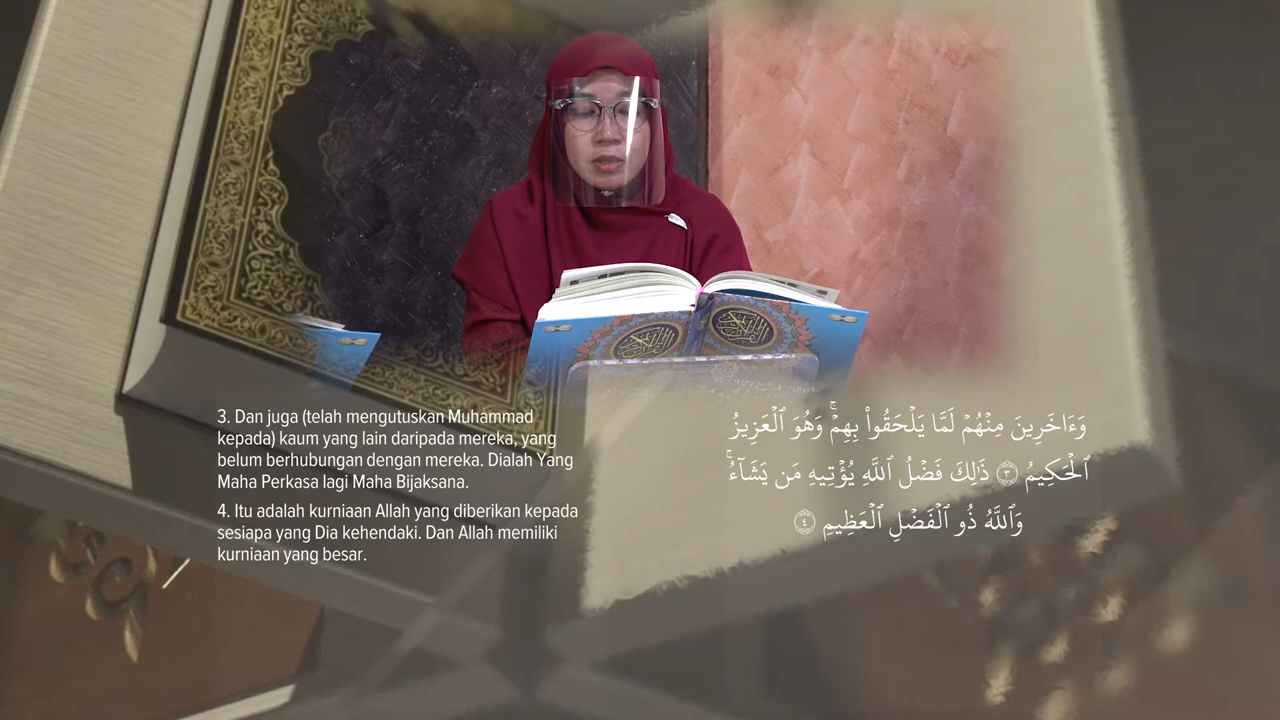 3. Dan juga (telah mengutuskan Muhammad
kepada) kaum yang lain daripada mereka, yang
belum berhubungan dengan mereka. Dialah Yang
Maha Perkasa lagi Maha Bijaksana.
4. Itu adalah kurniaan Allah yang diberikan kepada
sesiapa yang Dia kehendaki. Dan Allah memiliki
kurniaan yang besar.
وَءَاخَرِينَ مِنْهُمْ لَمَّا يَلْحَقُوا۟ بِهِمْ ۚ وَهُوَ ٱلْعَزِيزُ
ٱلْحَكِيمُ ٣ ذَٰلِكَ فَضْلُ ٱللَّهِ يُؤْتِيهِ مَن يَشَآءُ ۚ
وَٱللَّهُ ذُو ٱلْفَضْلِ ٱلْعَظِيمِ ٤